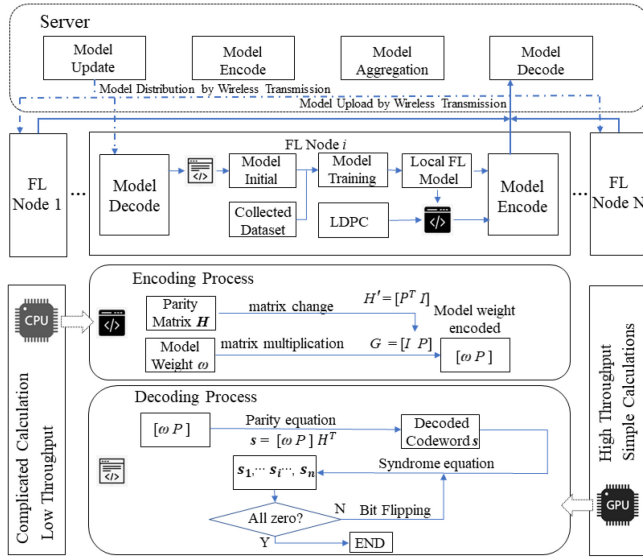 Server
Model
Update
Model
Encode
Model
Aggregation
Model
Decode
Model Distribution by Wireless Transmission
Model Upload by Wireless Transmission
FL
Node 1
...
FL Node i
Model
Decode
</>
Model
Initial
Model
Training
Local FL
Model
Collected
Dataset
LDPC
</>
Model
Encode
...
FL
Node N
CPU
Complicated Calculation
Low Throughput
Encoding Process
</>
Parity
Matrix H
matrix change
H' = [P^T I]
Model weight
encoded
Model
Weight ω
matrix multiplication
G = [I P]
[ω P]
Decoding Process
</>
[ω P]
Parity equation
s = [ω P] H^T
Decoded
Codeword s
Syndrome equation
s₁,··· sᵢ···, sₙ
All zero?
N
Bit Flipping
Y
END
High Throughput
Simple Calculations
GPU